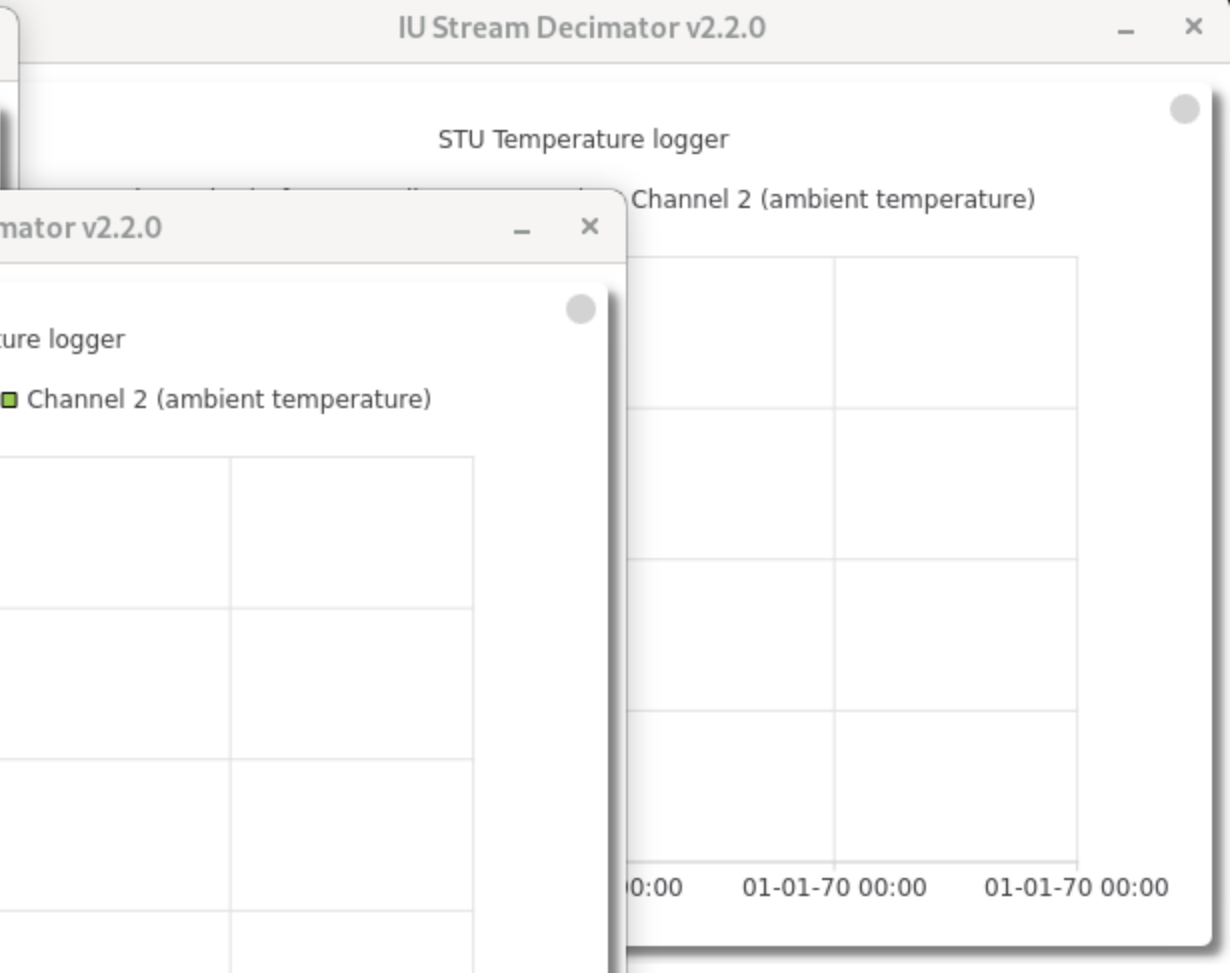 IU Stream Decimator v2.2.0
STU Temperature logger
Channel 2 (ambient temperature)
mator v2.2.0
ure logger
Channel 2 (ambient temperature)
00:00 01-01-70 00:00 01-01-70 00:00